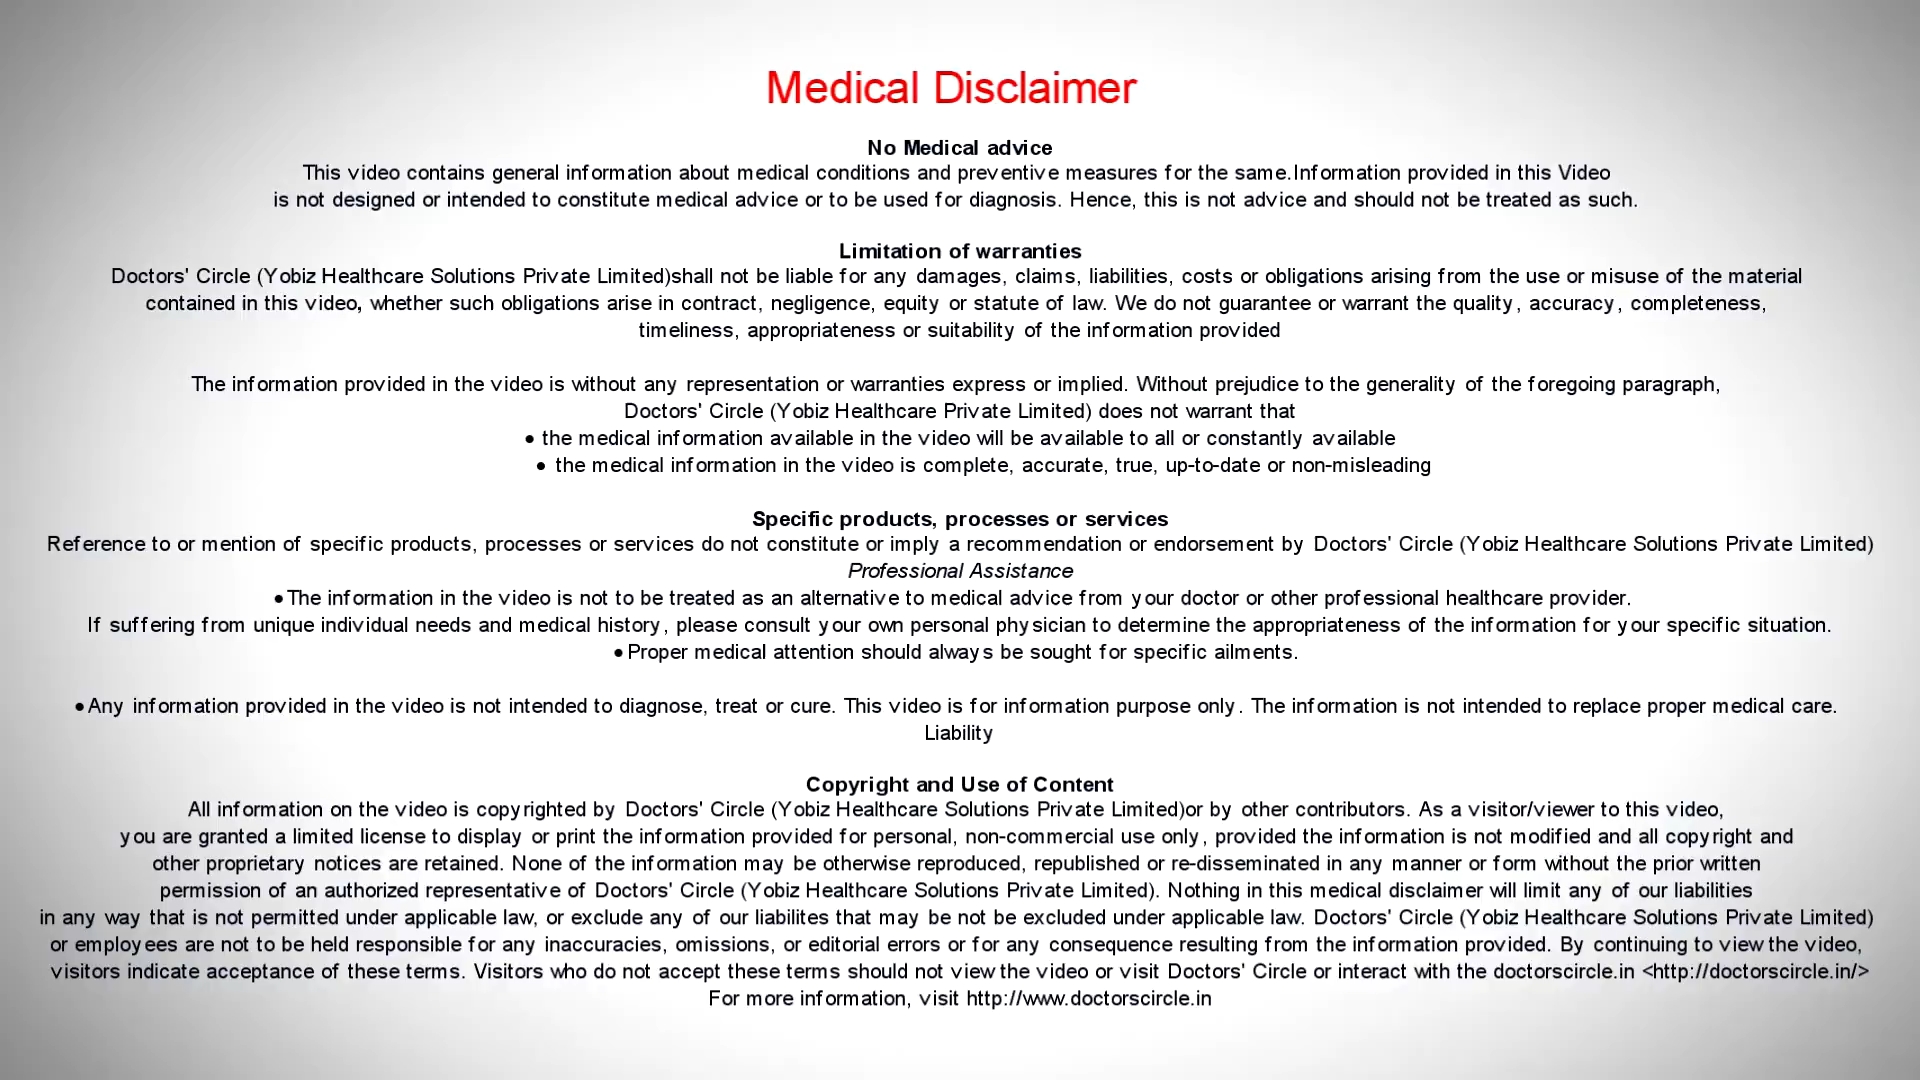 Medical Disclaimer
No Medical advice
This video contains general information about medical conditions and preventive measures for the same.Information provided in this Video
is not designed or intended to constitute medical advice or to be used for diagnosis. Hence, this is not advice and should not be treated as such.
Limitation of warranties
Doctors' Circle (Yobiz Healthcare Solutions Private Limited)shall not be liable for any damages, claims, liabilities, costs or obligations arising from the use or misuse of the material
contained in this video, whether such obligations arise in contract, negligence, equity or statute of law. We do not guarantee or warrant the quality, accuracy, completeness,
timeliness, appropriateness or suitability of the information provided
The information provided in the video is without any representation or warranties express or implied. Without prejudice to the generality of the foregoing paragraph,
Doctors' Circle (Yobiz Healthcare Private Limited) does not warrant that
• the medical information available in the video will be available to all or constantly available
• the medical information in the video is complete, accurate, true, up-to-date or non-misleading
Specific products, processes or services
Reference to or mention of specific products, processes or services do not constitute or imply a recommendation or endorsement by Doctors' Circle (Yobiz Healthcare Solutions Private Limited)
Professional Assistance
•The information in the video is not to be treated as an alternative to medical advice from your doctor or other professional healthcare provider.
If suffering from unique individual needs and medical history, please consult your own personal physician to determine the appropriateness of the information for your specific situation.
•Proper medical attention should always be sought for specific ailments.
•Any information provided in the video is not intended to diagnose, treat or cure. This video is for information purpose only. The information is not intended to replace proper medical care.
Liability
Copyright and Use of Content
All information on the video is copyrighted by Doctors' Circle (Yobiz Healthcare Solutions Private Limited)or by other contributors. As a visitor/viewer to this video,
you are granted a limited license to display or print the information provided for personal, non-commercial use only, provided the information is not modified and all copyright and
other proprietary notices are retained. None of the information may be otherwise reproduced, republished or re-disseminated in any manner or form without the prior written
permission of an authorized representative of Doctors' Circle (Yobiz Healthcare Solutions Private Limited). Nothing in this medical disclaimer will limit any of our liabilities
in any way that is not permitted under applicable law, or exclude any of our liabilites that may be not be excluded under applicable law. Doctors' Circle (Yobiz Healthcare Solutions Private Limited)
or employees are not to be held responsible for any inaccuracies, omissions, or editorial errors or for any consequence resulting from the information provided. By continuing to view the video,
visitors indicate acceptance of these terms. Visitors who do not accept these terms should not view the video or visit Doctors' Circle or interact with the doctorscircle.in <http://doctorscircle.in/>
For more information, visit http://www.doctorscircle.in